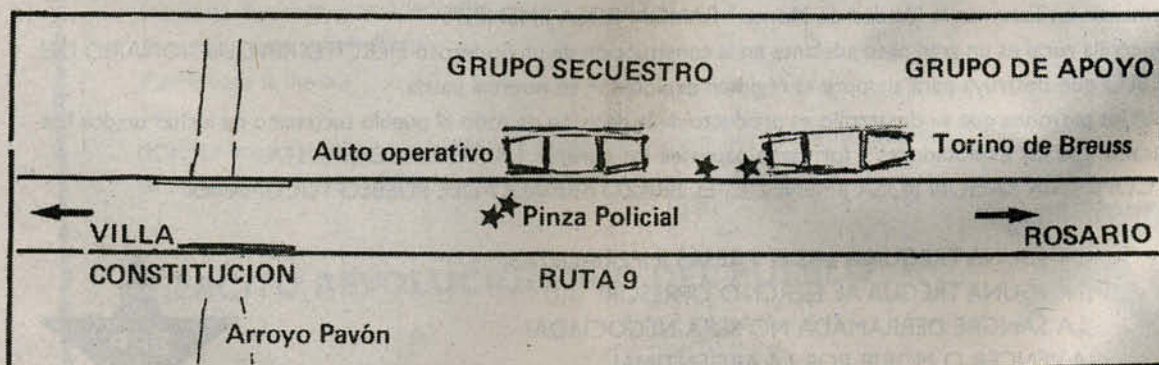 GRUPO SECUESTRO
GRUPO DE APOYO
Auto operativo
Torino de Breuss
Pinza Policial
VILLA
CONSTITUCION
ROSARIO
RUTA 9
Arroyo Pavón